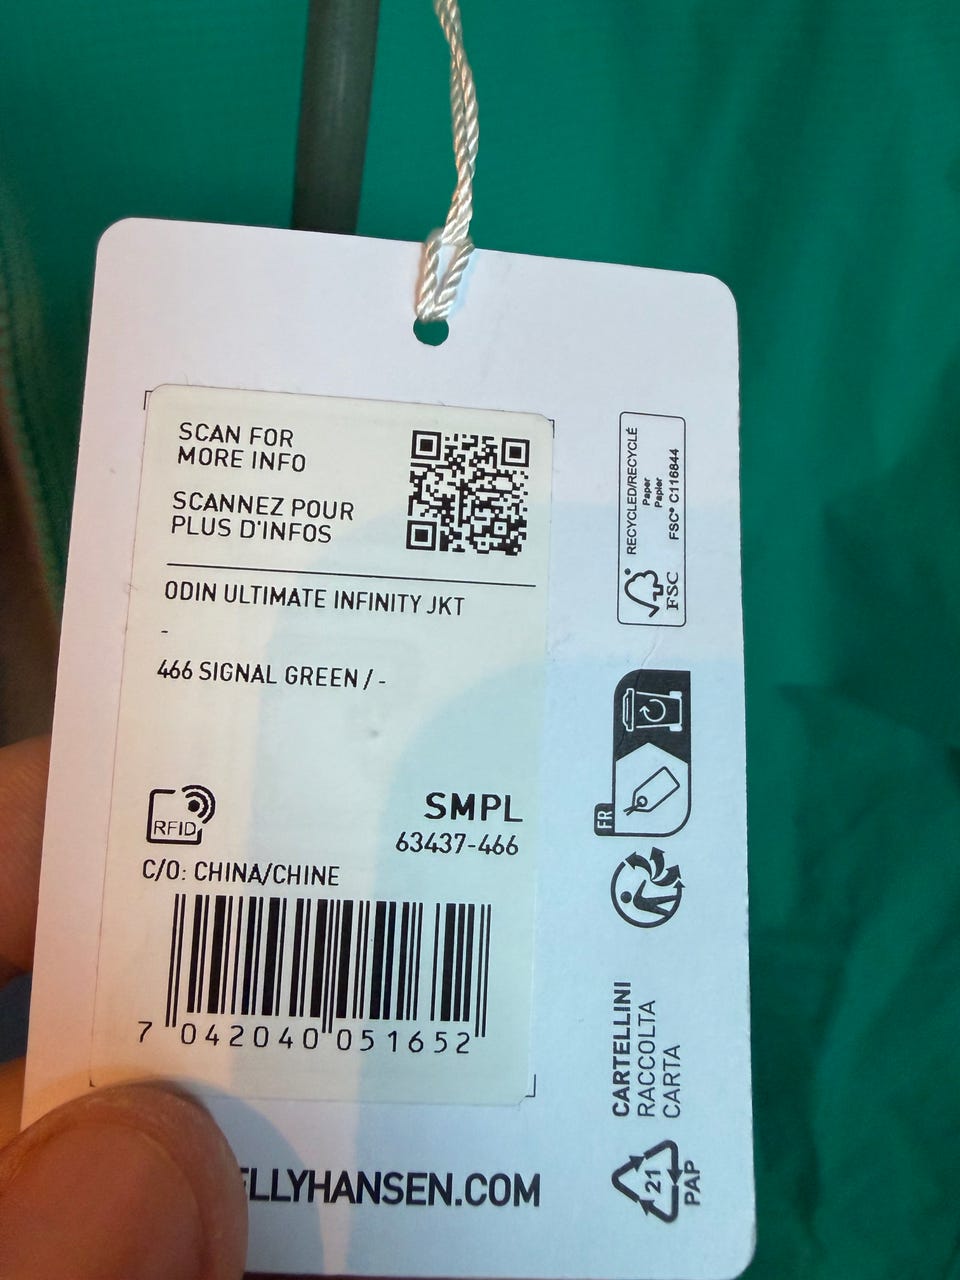 SCAN FOR
MORE INFO
SCANNEZ POUR
PLUS D'INFOS
ODIN ULTIMATE INFINITY JKT
-
466 SIGNAL GREEN / -
RFID
SMPL
63437-466
C/O: CHINA/CHINE
7 042040 051652
ELLYHANSEN.COM
RECYCLED/RECYCLÉ
Paper
Papier
FSC® C116844
FSC
FR
CARTELLINI
RACCOLTA
CARTA
21
PAP